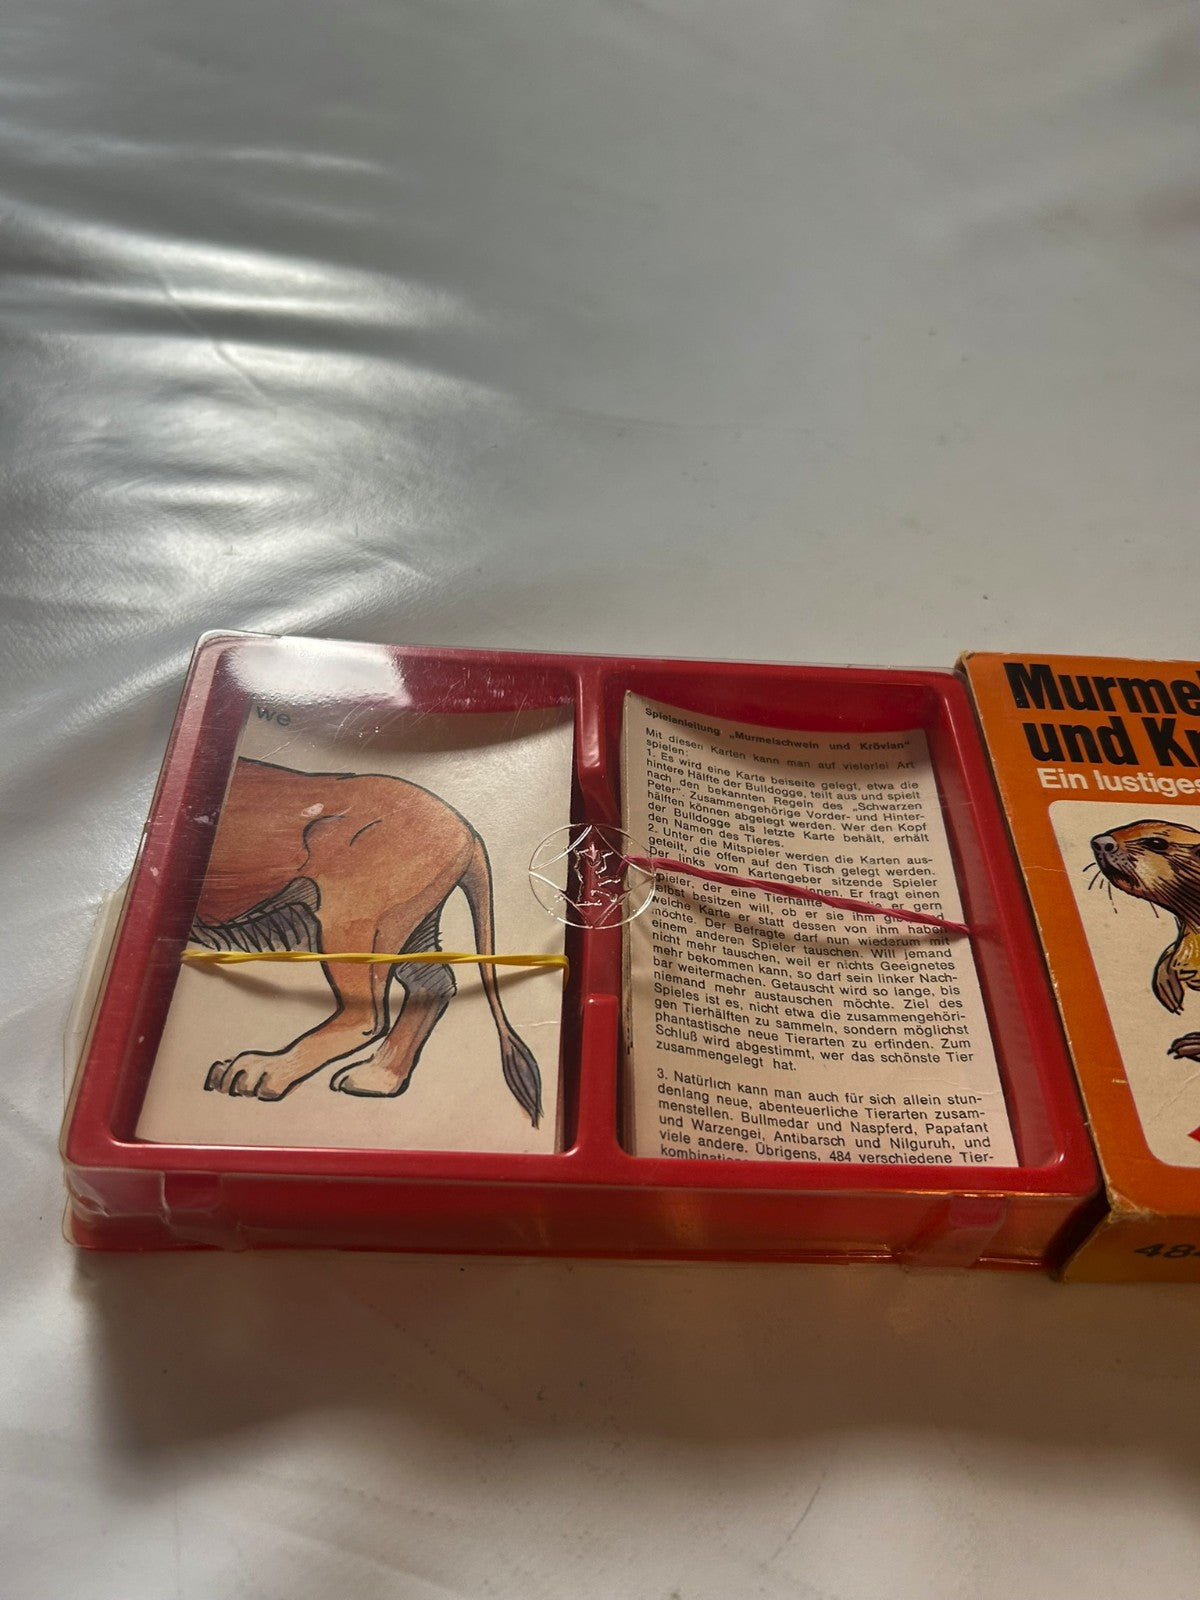 we
Spielanleitung „Murmelschwein und Krövian"
Mit diesen Karten kann man auf vielerlei Art
spielen:
1. Es wird eine Karte beiseite gelegt, etwa die
hintere Hälfte der Bulldogge, teilt aus und spielt
nach den bekannten Regeln des „Schwarzen
Peter". Zusammengehörige Vorder- und Hinter-
hälften können abgelegt werden. Wer den Kopf
der Bulldogge als letzte Karte behält, erhält
den Namen des Tieres.
2. Unter die Mitspieler werden die Karten aus-
geteilt, die offen auf den Tisch gelegt werden.
Der links vom Kartengeber sitzende Spieler
Spieler, der eine Tierhälfte er gern
selbst besitzen will, ob er sie ihm
welche Karte er statt dessen von ihm haben
möchte. Der Befragte darf nun wiederum mit
einem anderen Spieler tauschen. Will jemand
nicht mehr tauschen, weil er nichts Geeignetes
mehr bekommen kann, so darf sein linker Nach-
bar weitermachen. Getauscht wird so lange, bis
niemand mehr austauschen möchte. Ziel des
Spieles ist es, nicht etwa die zusammengehöri-
gen Tierhälften zu sammeln, sondern möglichst
phantastische neue Tierarten zu erfinden. Zum
Schluß wird abgestimmt, wer das schönste Tier
zusammengelegt hat.
3. Natürlich kann man auch für sich allein stun-
denlang neue, abenteuerliche Tierarten zusam-
menstellen. Bullmedar und Naspferd, Papafant
und Warzengei, Antibarsch und Nilguruh, und
viele andere. Übrigens, 484 verschiedene Tier-
kombinatio
Murmel
und Kr
Ein lustiges
484